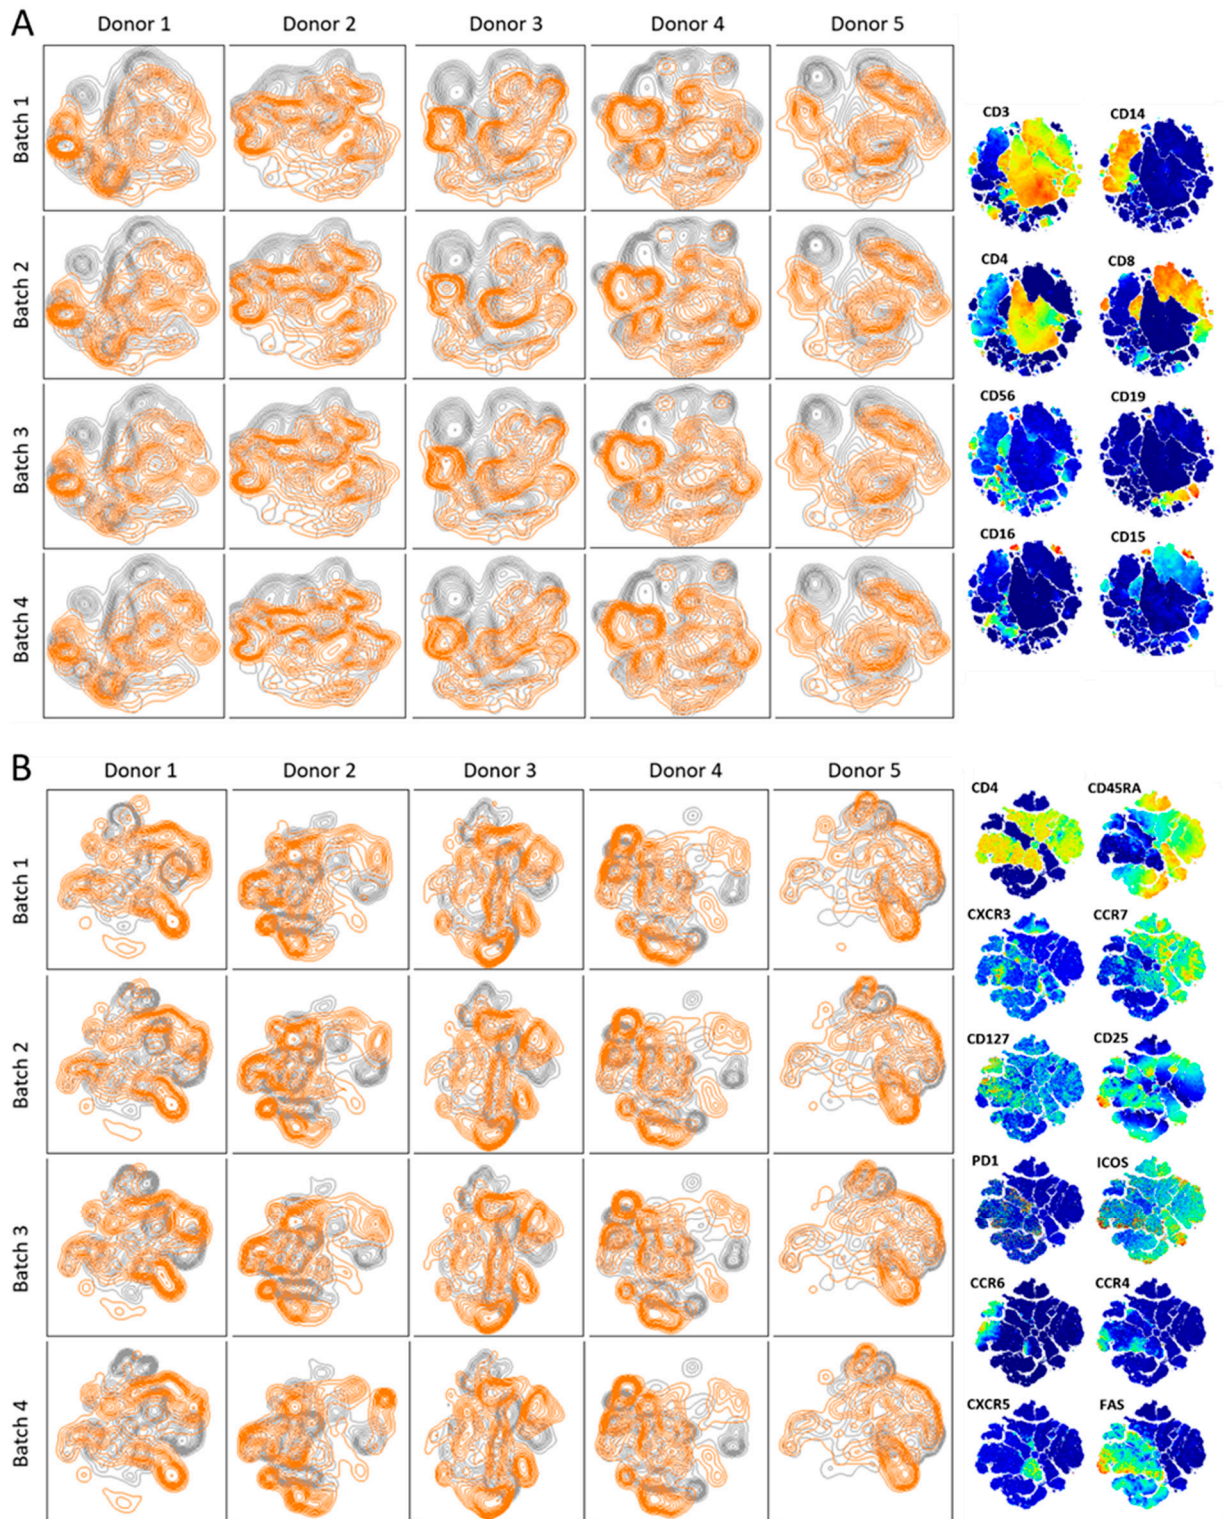 A
Donor 1 Donor 2 Donor 3 Donor 4 Donor 5
Batch 1
Batch 2
Batch 3
Batch 4
CD3 CD14
CD4 CD8
CD56 CD19
CD16 CD15
B
Donor 1 Donor 2 Donor 3 Donor 4 Donor 5
Batch 1
Batch 2
Batch 3
Batch 4
CD4 CD45RA
CXCR3 CCR7
CD127 CD25
PD1 ICOS
CCR6 CCR4
CXCR5 FAS